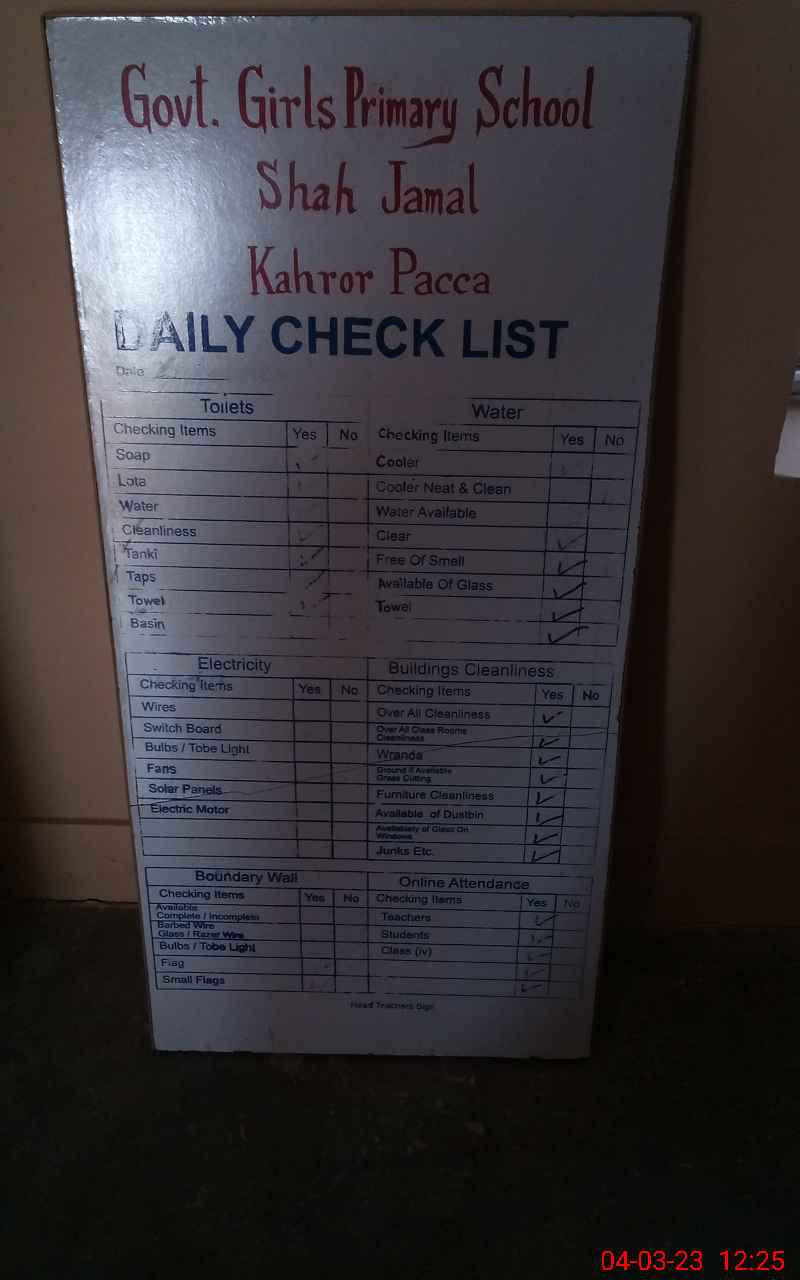 Govt. Girls Primary School
Shah Jamal
Kahror Pacca
DAILY CHECK LIST
Date
Toilets
Checking Items Yes No
Soap
Lota
Water
Cleanliness
Tanki
Taps
Towel
Basin
Water
Checking Items Yes No
Cooler
Cooler Neat & Clean
Water Available
Clear
Free Of Smell
Available Of Glass
Towel
Electricity
Checking Items Yes No
Wires
Switch Board
Bulbs / Tobe Light
Fans
Solar Panels
Electric Motor
Buildings Cleanliness
Checking Items Yes No
Over All Cleanliness
Over All Class Rooms
Cleanliness
Wranda
Ground if Available
Grass Cutting
Furniture Cleanliness
Available of Dustbin
Availabiety of Glass On
Windows
Junks Etc.
Boundary Wall
Checking Items Yes No
Available
Complete / Incomplete
Barbed Wire
Glass / Razer Wire
Bulbs / Tobe Light
Flag
Small Flags
Online Attendance
Checking Items Yes No
Teachers
Students
Class (iv)
Head Teachers Sign
04-03-23 12:25